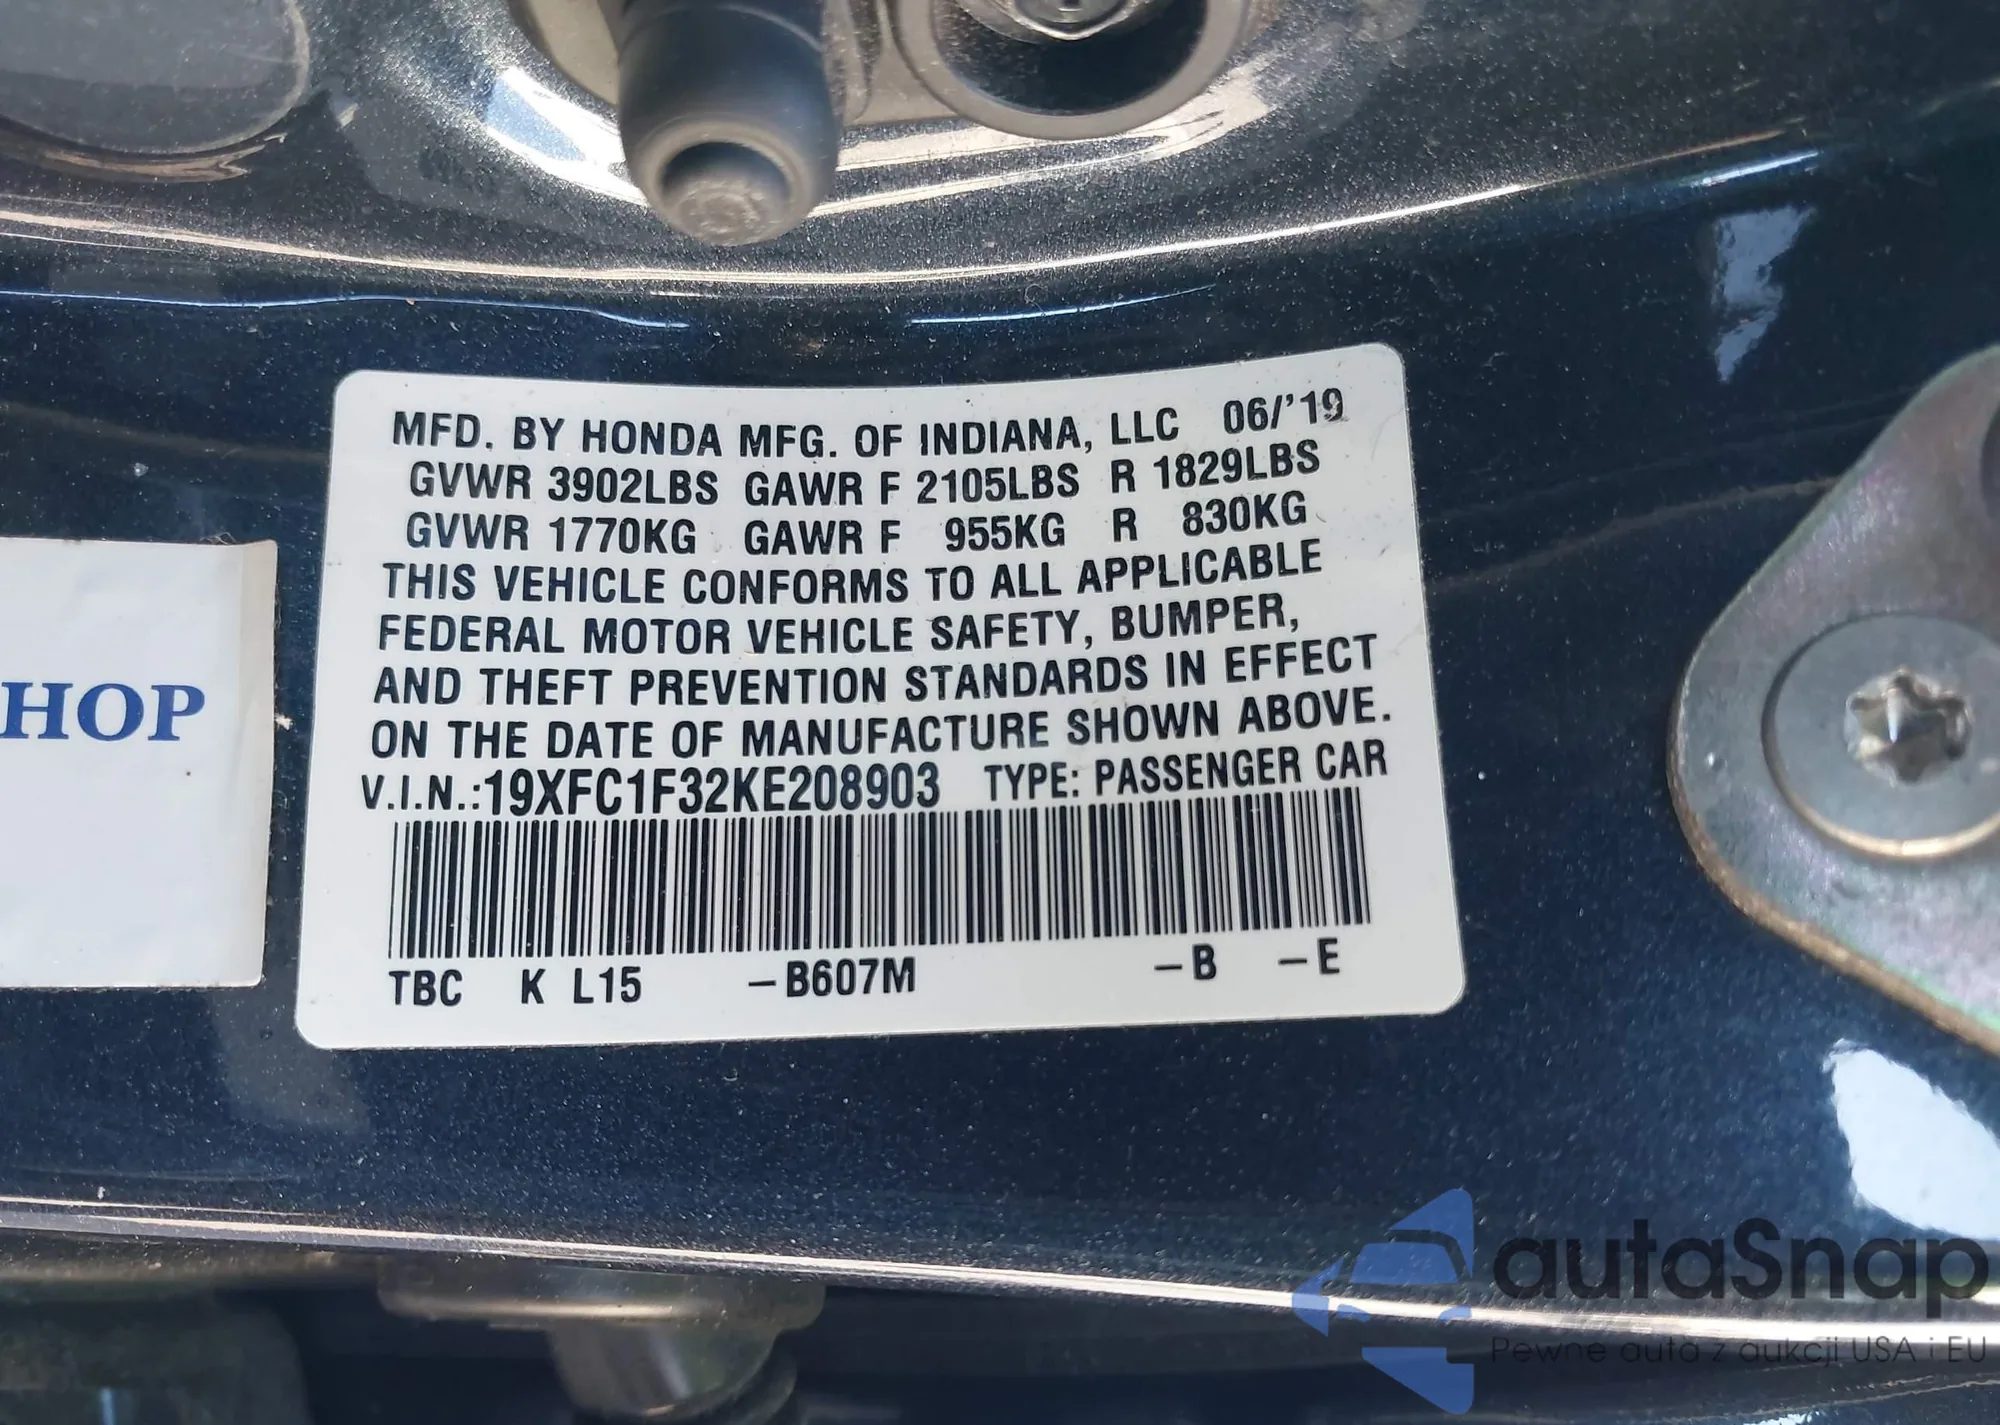 MFD. BY HONDA MFG. OF INDIANA, LLC 06/'19
GVWR 3902LBS GAWR F 2105LBS R 1829LBS
GVWR 1770KG GAWR F 955KG R 830KG
THIS VEHICLE CONFORMS TO ALL APPLICABLE
FEDERAL MOTOR VEHICLE SAFETY, BUMPER,
AND THEFT PREVENTION STANDARDS IN EFFECT
ON THE DATE OF MANUFACTURE SHOWN ABOVE.
V.I.N.:19XFC1F32KE208903 TYPE: PASSENGER CAR
TBC K L15 –B607M –B –E
HOP
autaSnap
Pewne auta z aukcji USA i EU